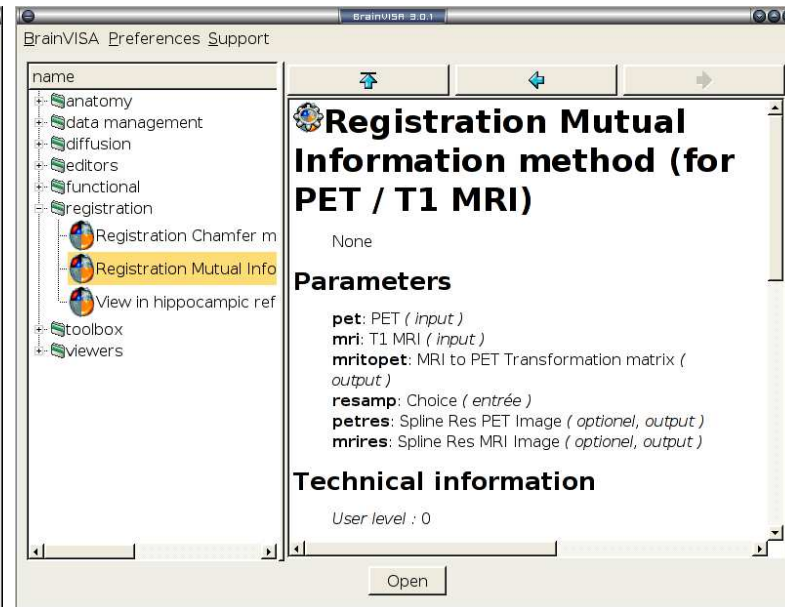 BrainVISA 3.0.1
BrainVISA Preferences Support
name
anatomy
data management
diffusion
editors
functional
registration
Registration Chamfer m
Registration Mutual Info
View in hippocampic ref
toolbox
viewers
Registration Mutual
Information method (for
PET / T1 MRI)
None
Parameters
pet: PET ( input )
mri: T1 MRI ( input )
mritopet: MRI to PET Transformation matrix (
output )
resamp: Choice ( entrée )
petres: Spline Res PET Image ( optionel, output )
mrires: Spline Res MRI Image ( optionel, output )
Technical information
User level : 0
Open